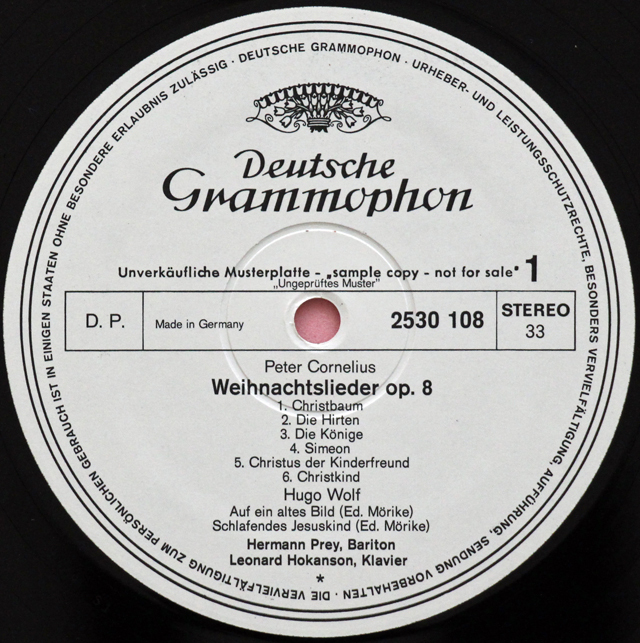 DIE VERVIELFÄLTIGUNG ZUM PERSÖNLICHEN GEBRAUCH IST IN EINIGEN STAATEN OHNE BESONDERE ERLAUBNIS ZULÄSSIG · DEUTSCHE GRAMMOPHON · URHEBER- UND LEISTUNGSSCHUTZRECHTE, BESONDERS VERVIELFÄLTIGUNG, AUFFÜHRUNG, SENDUNG VORBEHALTEN ·
Deutsche
Grammophon
Unverkäufliche Musterplatte – „sample copy - not for sale" 1
„Ungeprüftes Muster"
D. P. Made in Germany 2530 108 STEREO
33
Peter Cornelius
Weihnachtslieder op. 8
1. Christbaum
2. Die Hirten
3. Die Könige
4. Simeon
5. Christus der Kinderfreund
6. Christkind
Hugo Wolf
Auf ein altes Bild (Ed. Mörike)
Schlafendes Jesuskind (Ed. Mörike)
Hermann Prey, Bariton
Leonard Hokanson, Klavier
*